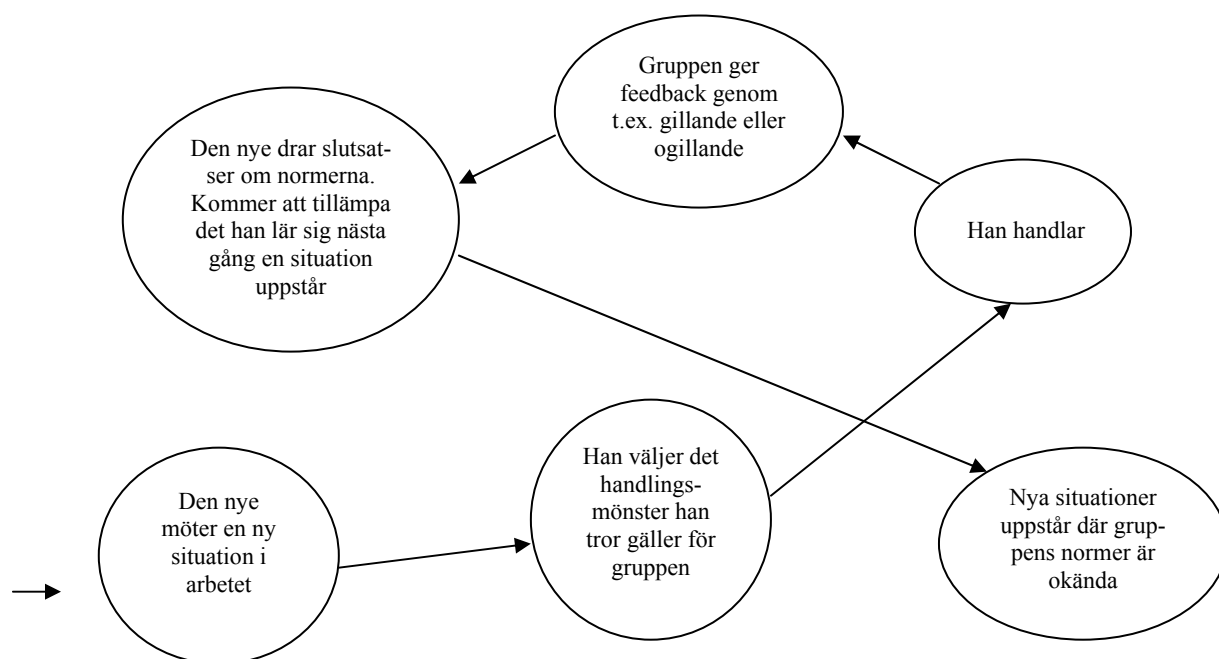 Gruppen ger
feedback genom
t.ex. gillande eller
ogillande
Den nye drar slutsat-
ser om normerna.
Kommer att tillämpa
det han lär sig nästa
gång en situation
uppstår
Han handlar
Den nye
möter en ny
situation i
arbetet
Han väljer det
handlings-
mönster han
tror gäller för
gruppen
Nya situationer
uppstår där grup-
pens normer är
okända